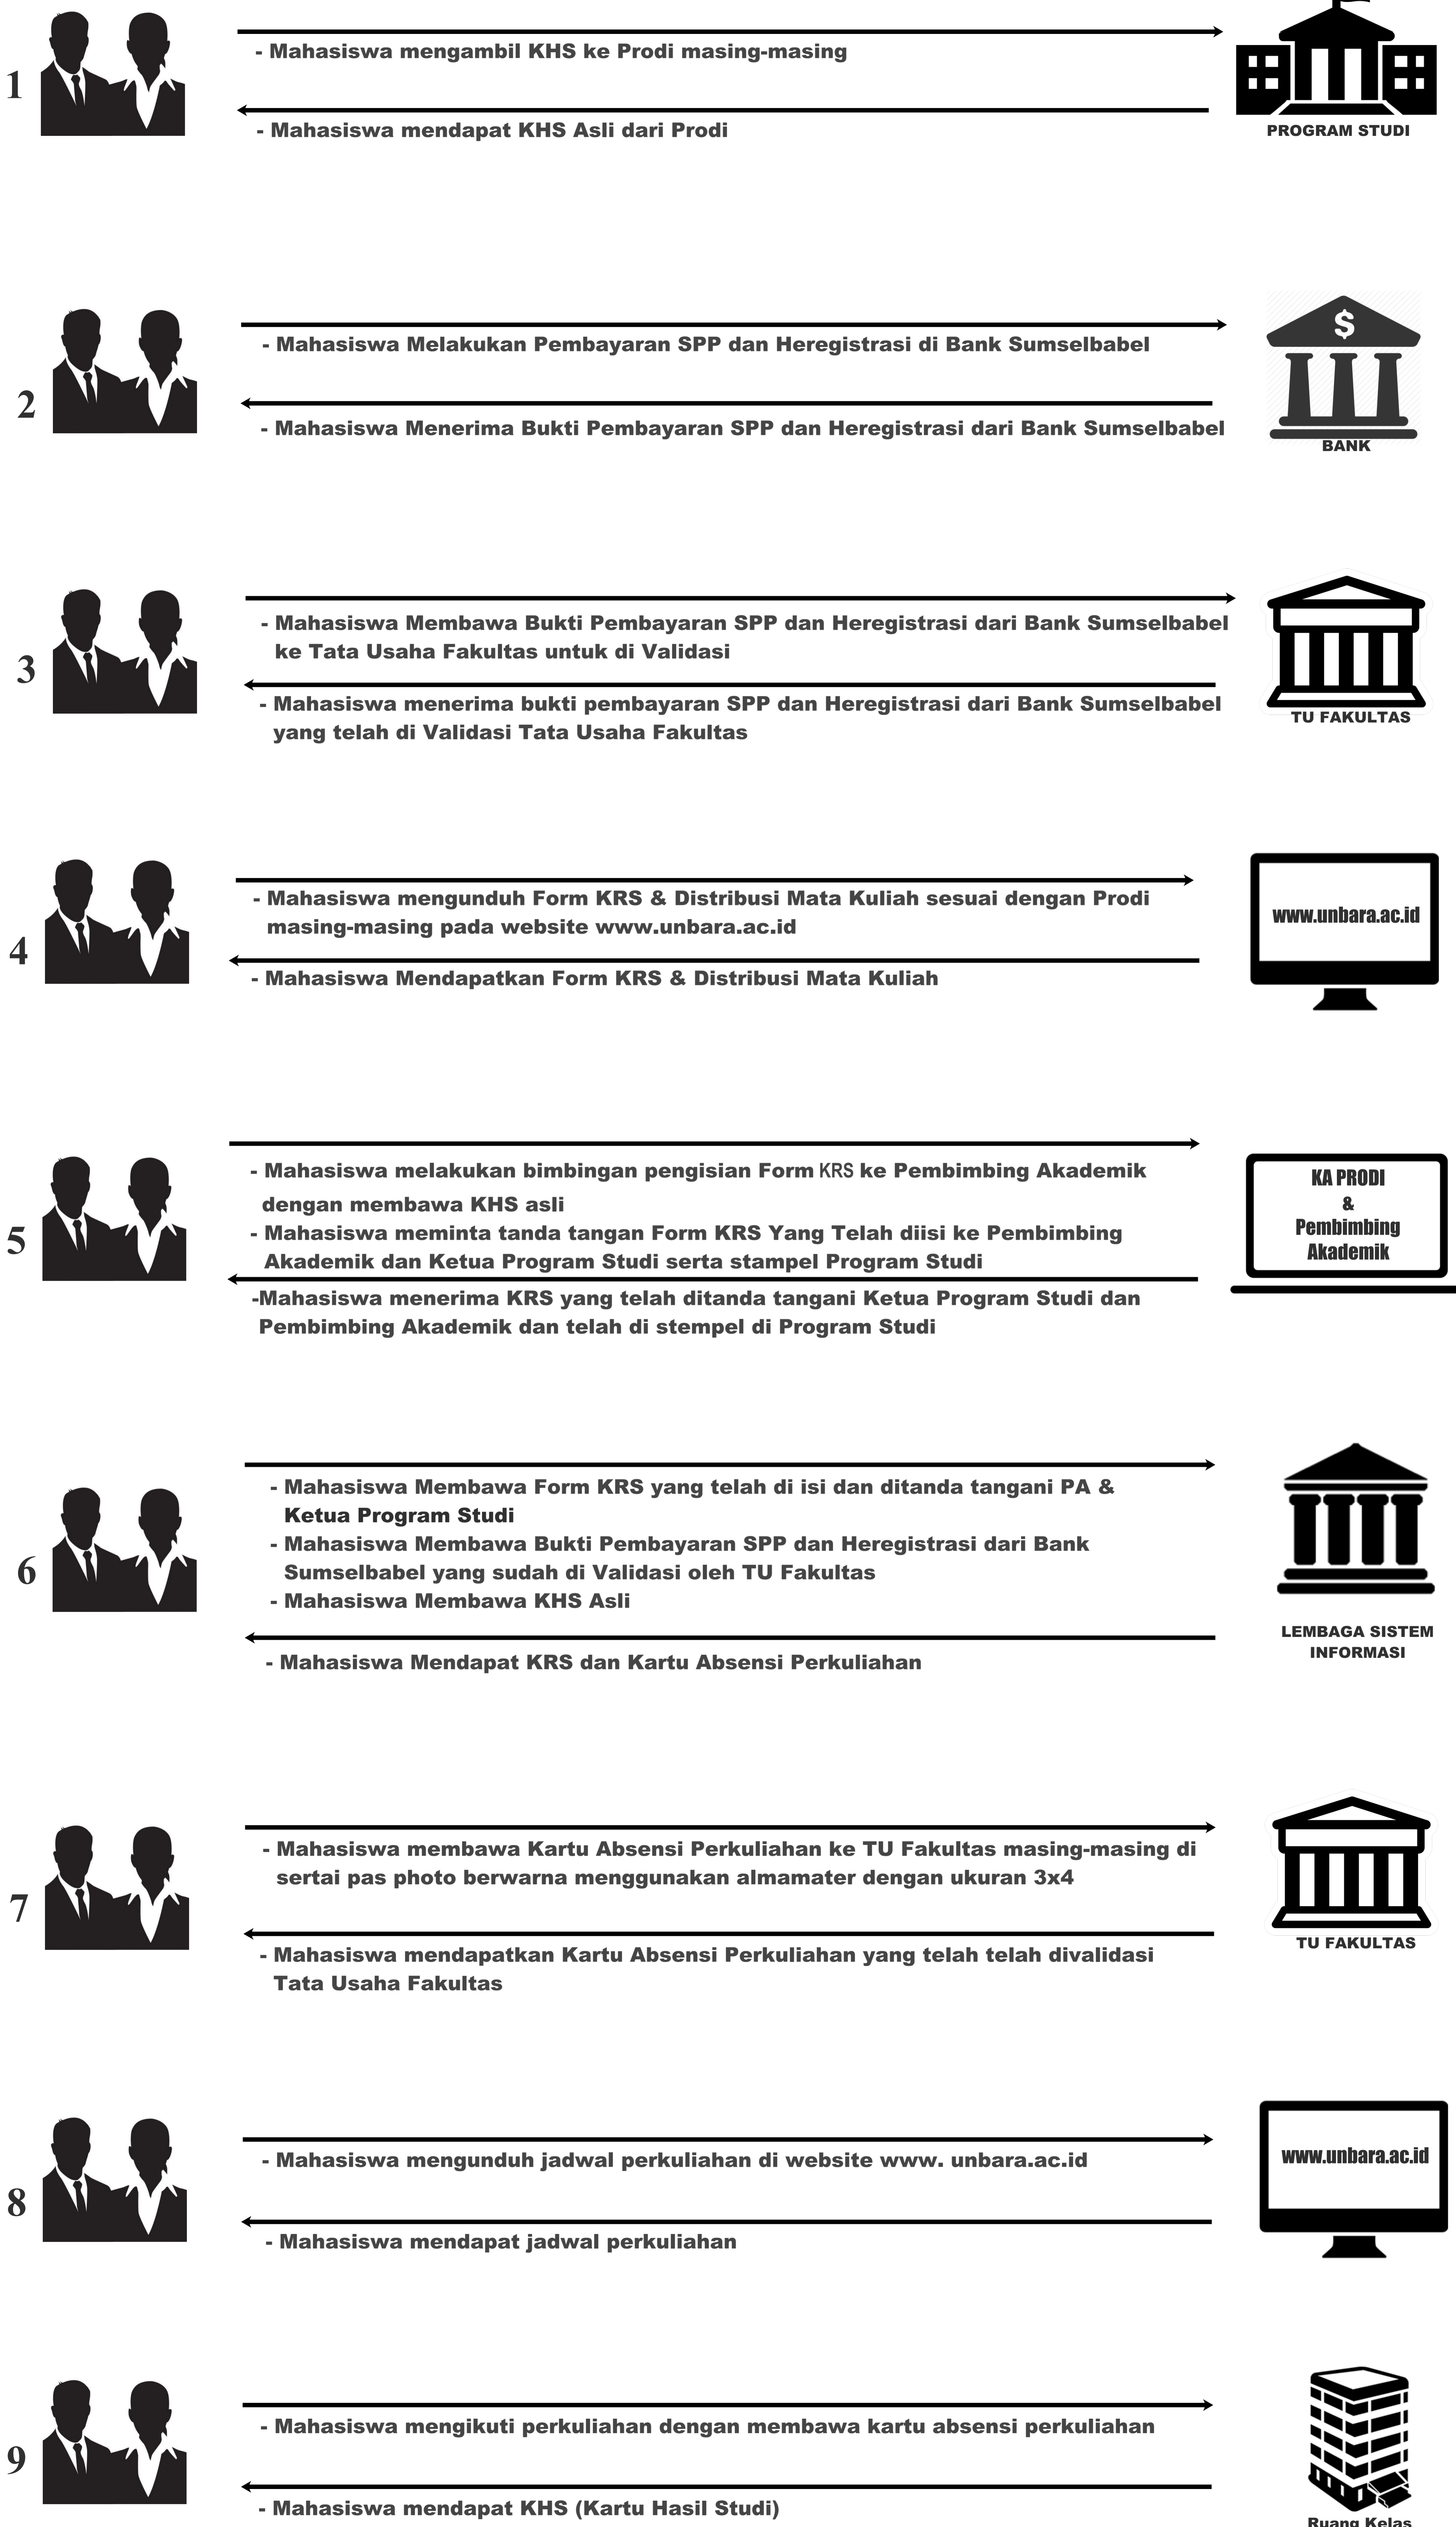 1
- Mahasiswa mengambil KHS ke Prodi masing-masing
- Mahasiswa mendapat KHS Asli dari Prodi
PROGRAM STUDI
2
- Mahasiswa Melakukan Pembayaran SPP dan Heregistrasi di Bank Sumselbabel
- Mahasiswa Menerima Bukti Pembayaran SPP dan Heregistrasi dari Bank Sumselbabel
$
BANK
3
- Mahasiswa Membawa Bukti Pembayaran SPP dan Heregistrasi dari Bank Sumselbabel
ke Tata Usaha Fakultas untuk di Validasi
- Mahasiswa menerima bukti pembayaran SPP dan Heregistrasi dari Bank Sumselbabel
yang telah di Validasi Tata Usaha Fakultas
TU FAKULTAS
4
- Mahasiswa mengunduh Form KRS & Distribusi Mata Kuliah sesuai dengan Prodi
masing-masing pada website www.unbara.ac.id
- Mahasiswa Mendapatkan Form KRS & Distribusi Mata Kuliah
www.unbara.ac.id
5
- Mahasiswa melakukan bimbingan pengisian Form KRS ke Pembimbing Akademik
dengan membawa KHS asli
- Mahasiswa meminta tanda tangan Form KRS Yang Telah diisi ke Pembimbing
Akademik dan Ketua Program Studi serta stampel Program Studi
-Mahasiswa menerima KRS yang telah ditanda tangani Ketua Program Studi dan
Pembimbing Akademik dan telah di stempel di Program Studi
KA PRODI
&
Pembimbing
Akademik
6
- Mahasiswa Membawa Form KRS yang telah di isi dan ditanda tangani PA &
Ketua Program Studi
- Mahasiswa Membawa Bukti Pembayaran SPP dan Heregistrasi dari Bank
Sumselbabel yang sudah di Validasi oleh TU Fakultas
- Mahasiswa Membawa KHS Asli
- Mahasiswa Mendapat KRS dan Kartu Absensi Perkuliahan
LEMBAGA SISTEM
INFORMASI
7
- Mahasiswa membawa Kartu Absensi Perkuliahan ke TU Fakultas masing-masing di
sertai pas photo berwarna menggunakan almamater dengan ukuran 3x4
- Mahasiswa mendapatkan Kartu Absensi Perkuliahan yang telah telah divalidasi
Tata Usaha Fakultas
TU FAKULTAS
8
- Mahasiswa mengunduh jadwal perkuliahan di website www. unbara.ac.id
- Mahasiswa mendapat jadwal perkuliahan
www.unbara.ac.id
9
- Mahasiswa mengikuti perkuliahan dengan membawa kartu absensi perkuliahan
- Mahasiswa mendapat KHS (Kartu Hasil Studi)
Ruang Kelas